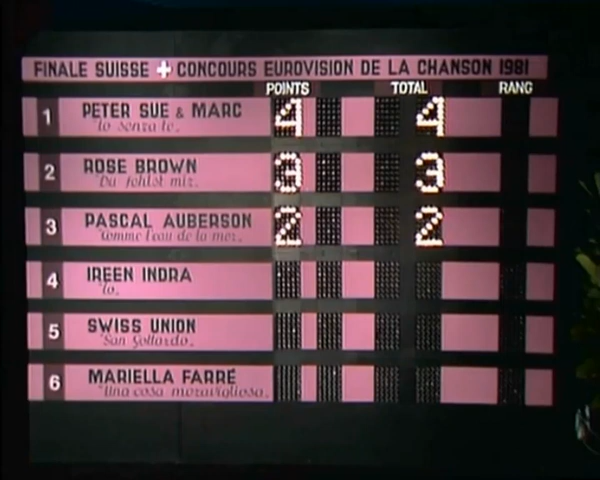 FINALE SUISSE + CONCOURS EUROVISION DE LA CHANSON 1981
POINTS TOTAL RANG
1 PETER SUE & MARC 4 4
"Io senza te"
2 ROSE BROWN 3 3
"Du fehlst mir"
3 PASCAL AUBERSON 2 2
"Comme l'eau de la mer"
4 IREEN INDRA
"Io"
5 SWISS UNION
"San Gottardo"
6 MARIELLA FARRÉ
"Una cosa meravigliosa"